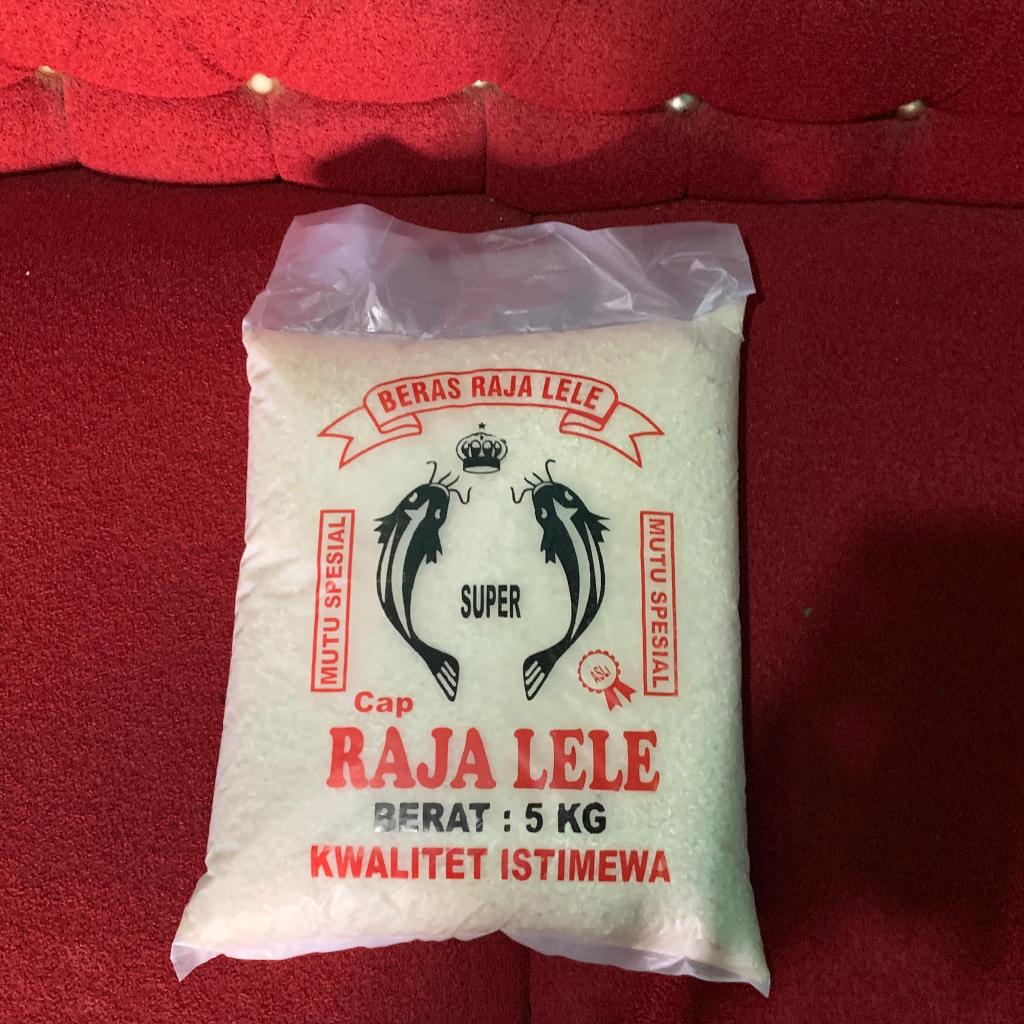 BERAS RAJA LELE
MUTU SPESIAL
SUPER
MUTU SPESIAL
ASLI
Cap
RAJA LELE
BERAT : 5 KG
KWALITET ISTIMEWA